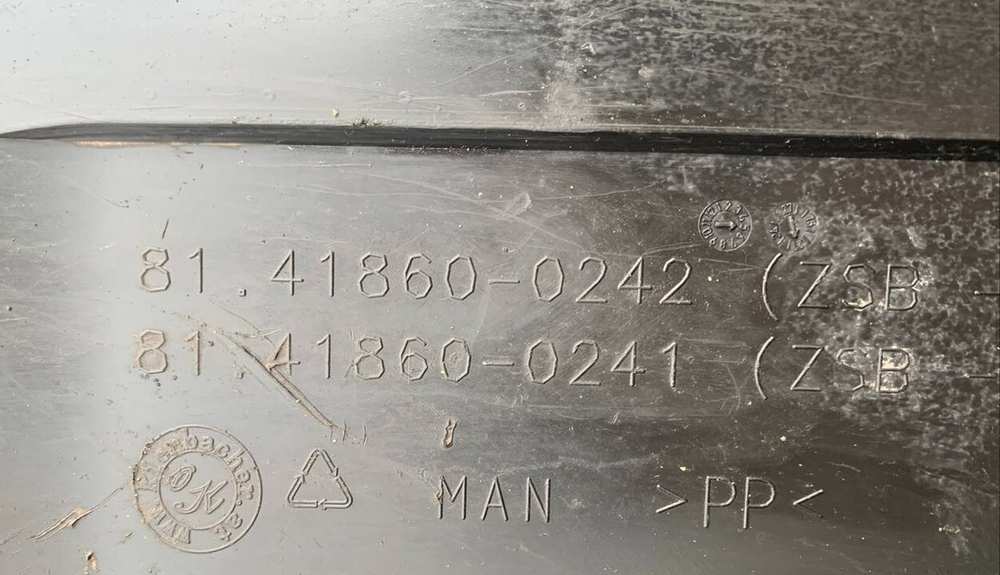 81.41860-0242 (ZSB -
81.41860-0241 (ZSB -
MAN >PP<